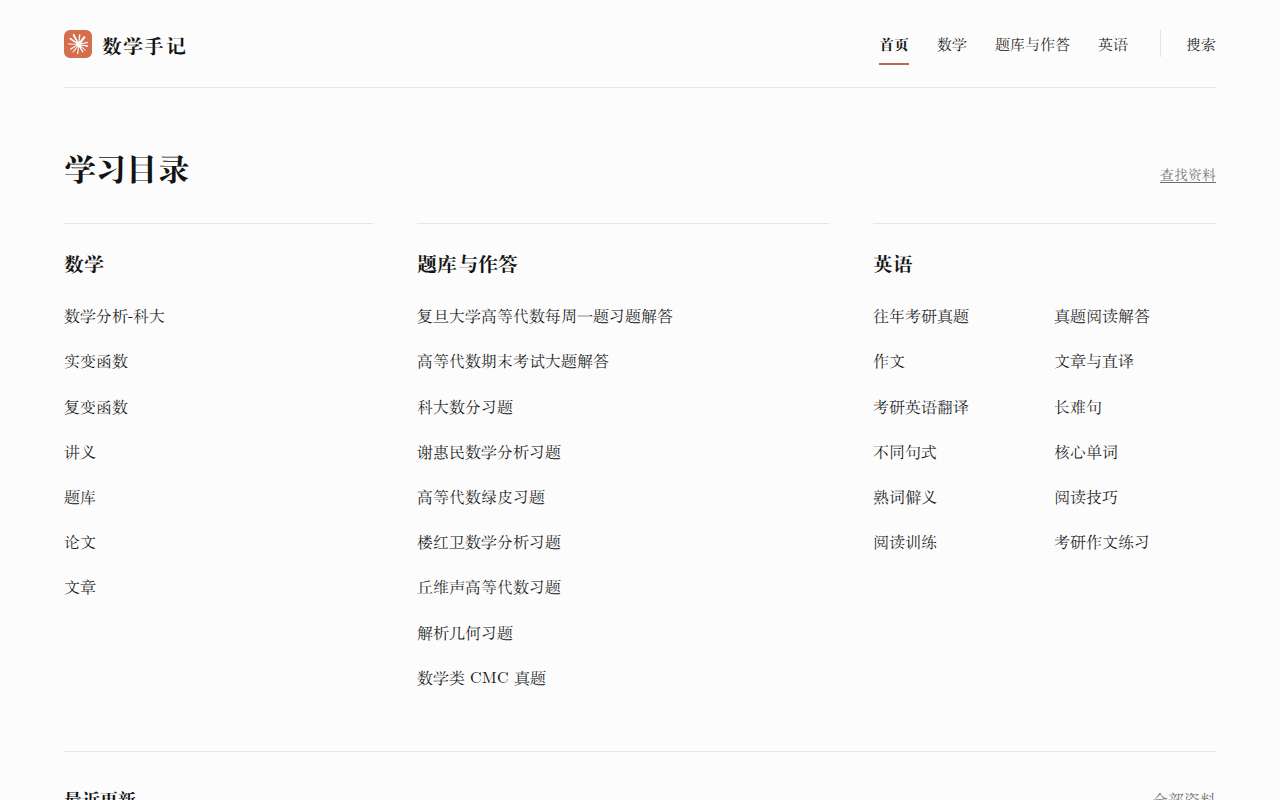 数学手记
首页 数学 题库与作答 英语 搜索
学习目录
查找资料
数学
数学分析-科大
实变函数
复变函数
讲义
题库
论文
文章
题库与作答
复旦大学高等代数每周一题习题解答
高等代数期末考试大题解答
科大数分习题
谢惠民数学分析习题
高等代数绿皮习题
楼红卫数学分析习题
丘维声高等代数习题
解析几何习题
数学类 CMC 真题
英语
往年考研真题 真题阅读解答
作文 文章与直译
考研英语翻译 长难句
不同句式 核心单词
熟词僻义 阅读技巧
阅读训练 考研作文练习
最近更新
全部资料